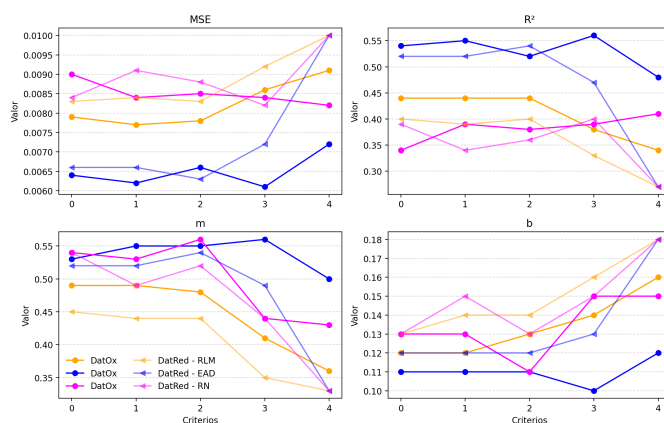 MSE
0.0100
0.0095
0.0090
0.0085
0.0080
0.0075
0.0070
0.0065
0.0060
Valor
0 1 2 3 4
R²
0.55
0.50
0.45
0.40
0.35
0.30
Valor
0 1 2 3 4
m
0.55
0.50
0.45
0.40
0.35
Valor
DatOx DatRed - RLM
DatOx DatRed - EAD
DatOx DatRed - RN
0 1 2 3 4
Criterios
b
0.18
0.17
0.16
0.15
0.14
0.13
0.12
0.11
0.10
Valor
0 1 2 3 4
Criterios